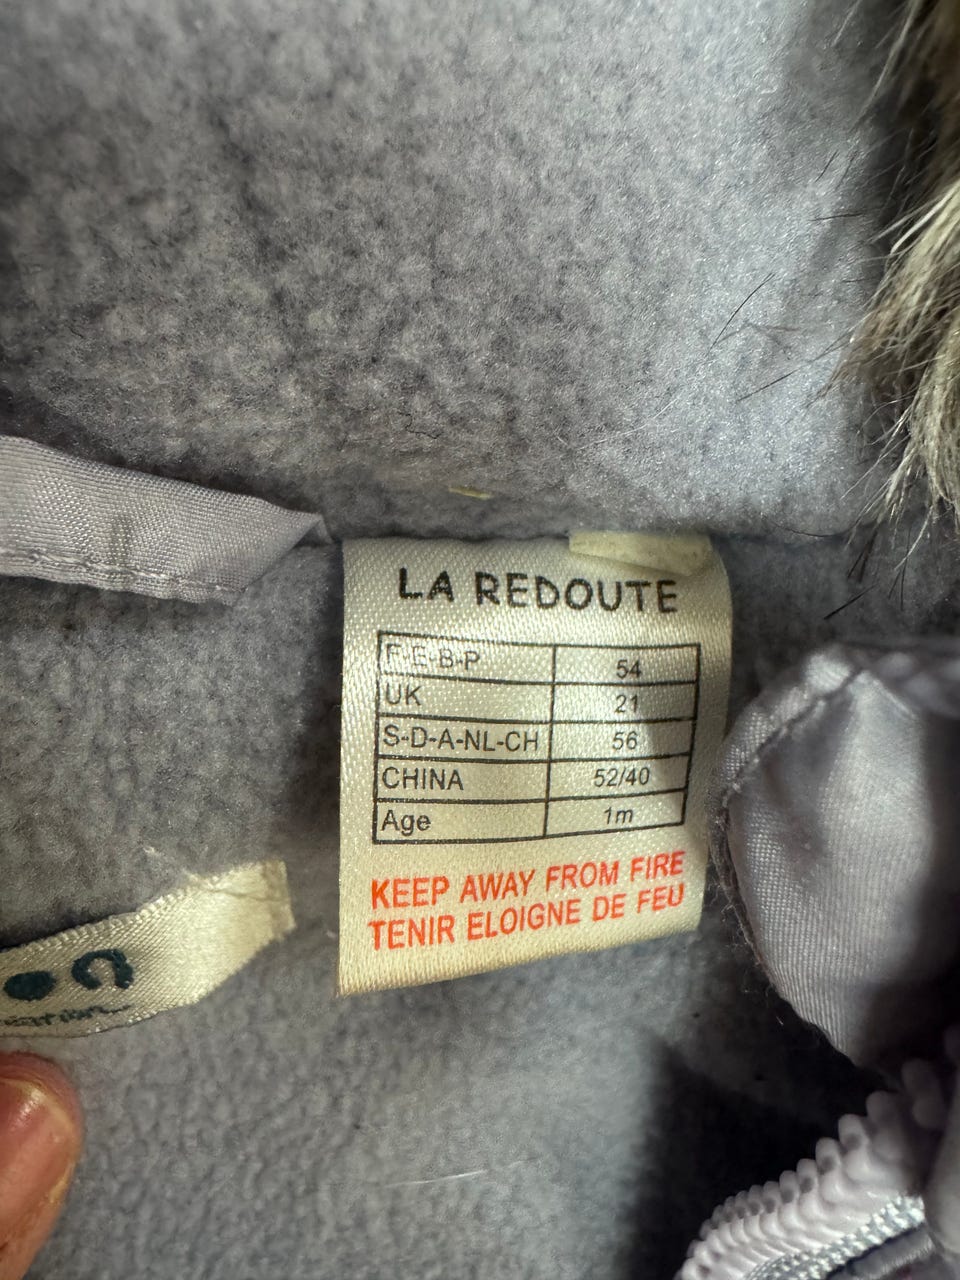 LA REDOUTE
F-E-B-P 54
UK 21
S-D-A-NL-CH 56
CHINA 52/40
Age 1m
KEEP AWAY FROM FIRE
TENIR ELOIGNE DE FEU